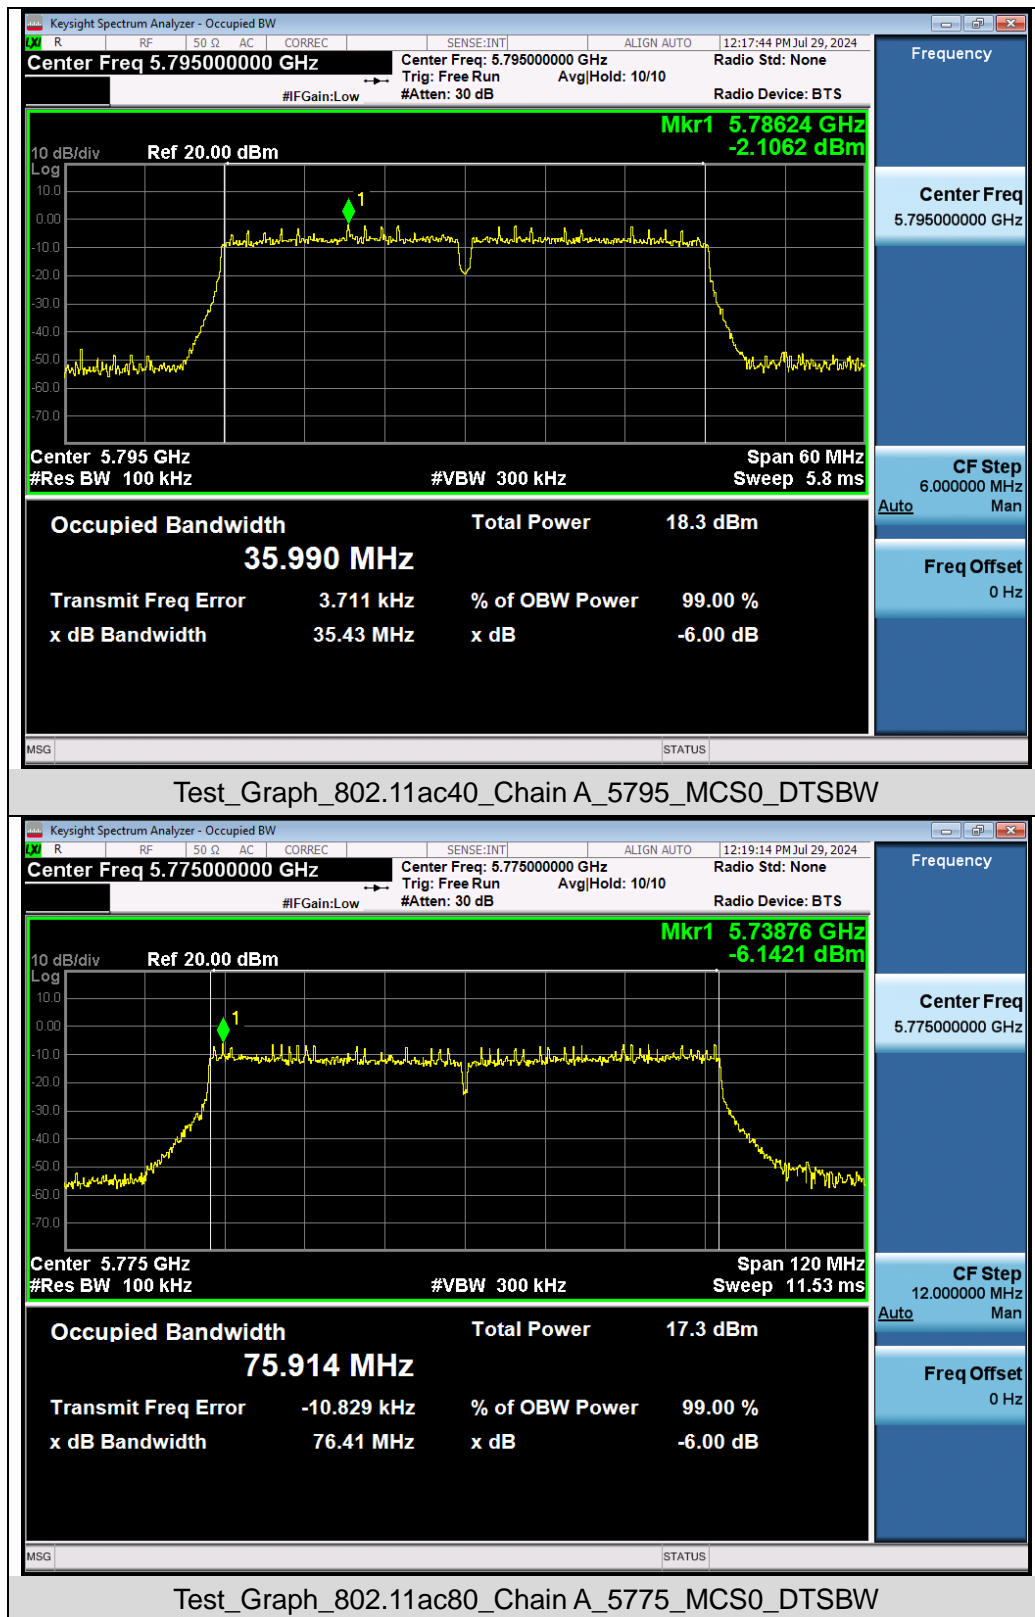 Keysight Spectrum Analyzer - Occupied BW
LXI R RF 50 Ω AC CORREC SENSE:INT ALIGN AUTO 12:17:44 PM Jul 29, 2024
Center Freq 5.795000000 GHz Center Freq: 5.795000000 GHz Radio Std: None
Trig: Free Run Avg|Hold: 10/10
#IFGain:Low #Atten: 30 dB Radio Device: BTS
Frequency
Mkr1 5.78624 GHz
-2.1062 dBm
10 dB/div Ref 20.00 dBm
Log
10.0
0.00
-10.0
-20.0
-30.0
-40.0
-50.0
-60.0
-70.0
1
Center 5.795 GHz Span 60 MHz
#Res BW 100 kHz #VBW 300 kHz Sweep 5.8 ms
Center Freq
5.795000000 GHz
CF Step
6.000000 MHz
Auto Man
Freq Offset
0 Hz
Occupied Bandwidth Total Power 18.3 dBm
35.990 MHz
Transmit Freq Error 3.711 kHz % of OBW Power 99.00 %
x dB Bandwidth 35.43 MHz x dB -6.00 dB
MSG STATUS
Test_Graph_802.11ac40_Chain A_5795_MCS0_DTSBW
Keysight Spectrum Analyzer - Occupied BW
LXI R RF 50 Ω AC CORREC SENSE:INT ALIGN AUTO 12:19:14 PM Jul 29, 2024
Center Freq 5.775000000 GHz Center Freq: 5.775000000 GHz Radio Std: None
Trig: Free Run Avg|Hold: 10/10
#IFGain:Low #Atten: 30 dB Radio Device: BTS
Frequency
Mkr1 5.73876 GHz
-6.1421 dBm
10 dB/div Ref 20.00 dBm
Log
10.0
0.00
-10.0
-20.0
-30.0
-40.0
-50.0
-60.0
-70.0
1
Center 5.775 GHz Span 120 MHz
#Res BW 100 kHz #VBW 300 kHz Sweep 11.53 ms
Center Freq
5.775000000 GHz
CF Step
12.000000 MHz
Auto Man
Freq Offset
0 Hz
Occupied Bandwidth Total Power 17.3 dBm
75.914 MHz
Transmit Freq Error -10.829 kHz % of OBW Power 99.00 %
x dB Bandwidth 76.41 MHz x dB -6.00 dB
MSG STATUS
Test_Graph_802.11ac80_Chain A_5775_MCS0_DTSBW